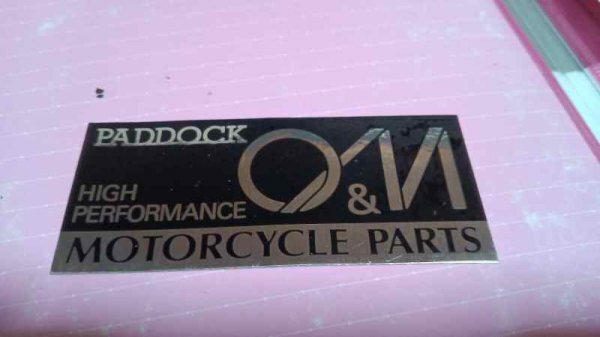 PADDOCK
O&M
HIGH
PERFORMANCE
MOTORCYCLE PARTS